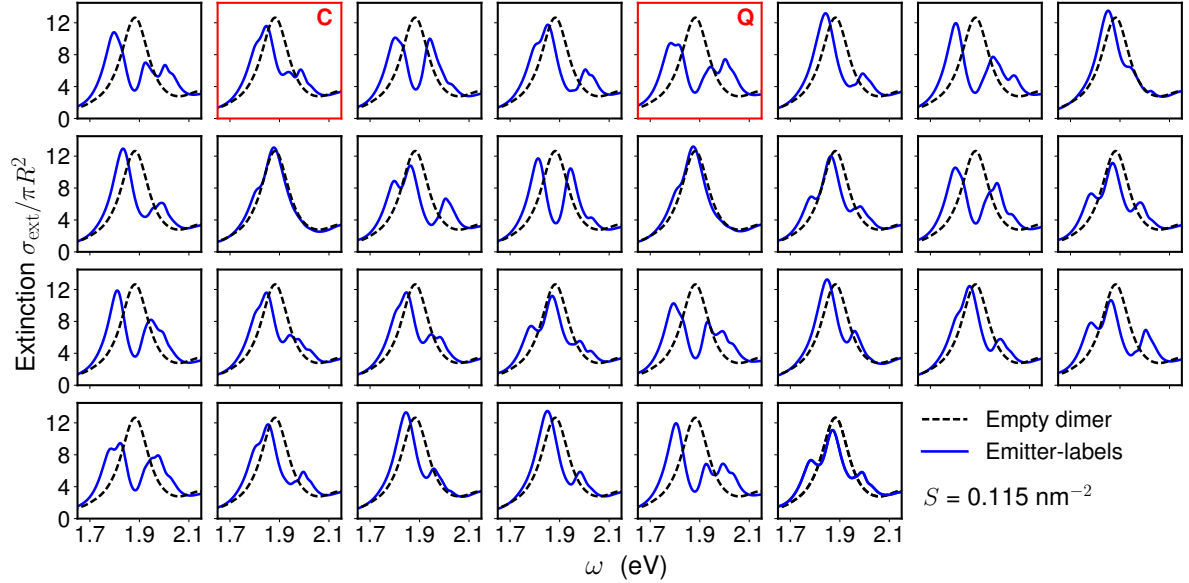 12
8
4
0
C
Q
12
8
4
0
12
8
4
0
12
8
4
0
Extinction σext/πR²
1.7 1.9 2.1 1.7 1.9 2.1 1.7 1.9 2.1 1.7 1.9 2.1 1.7 1.9 2.1 1.7 1.9 2.1
ω (eV)
Empty dimer
Emitter-labels
S = 0.115 nm⁻²